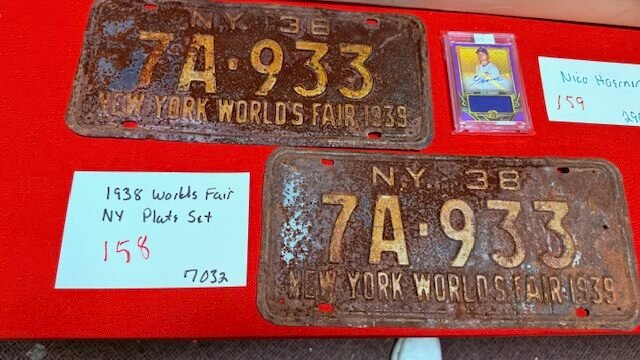 N.Y. 38
7A·933
NEW YORK WORLD'S FAIR 1939
Nico Hoerner
159
290
N.Y. 38
7A·933
NEW YORK WORLD'S FAIR 1939
1938 Worlds Fair
NY Plate Set
158
7032